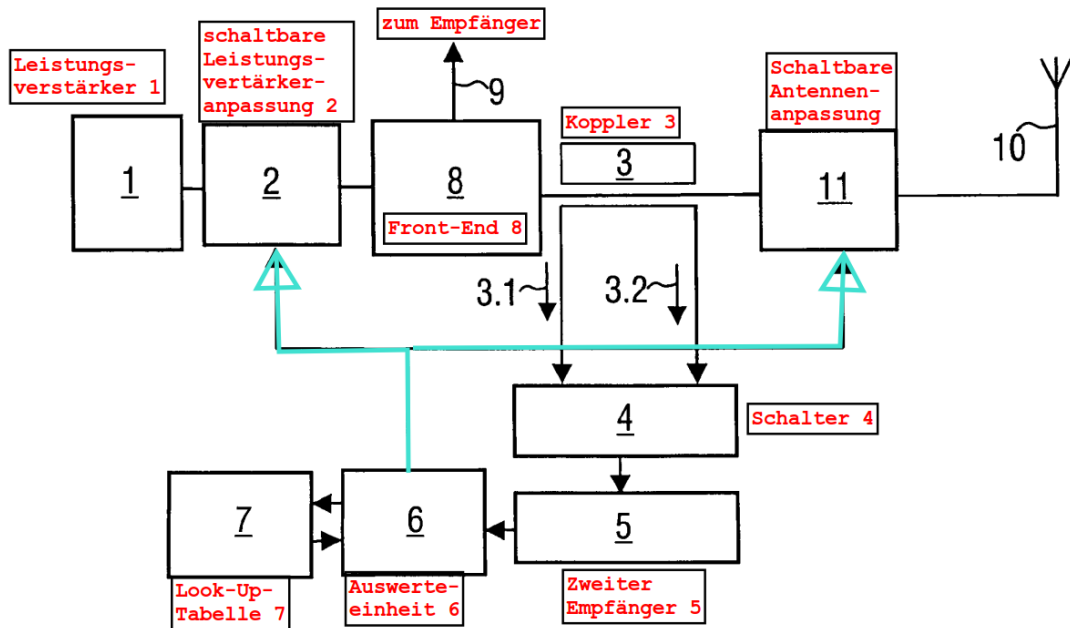 zum Empfänger
Leistungs-
verstärker 1
schaltbare
Leistungs-
vertärker-
anpassung 2
9
Koppler 3
Schaltbare
Antennen-
anpassung
10
1
2
8
Front-End 8
3
11
3.1
3.2
4
Schalter 4
7
6
5
Look-Up-
Tabelle 7
Auswerte-
einheit 6
Zweiter
Empfänger 5